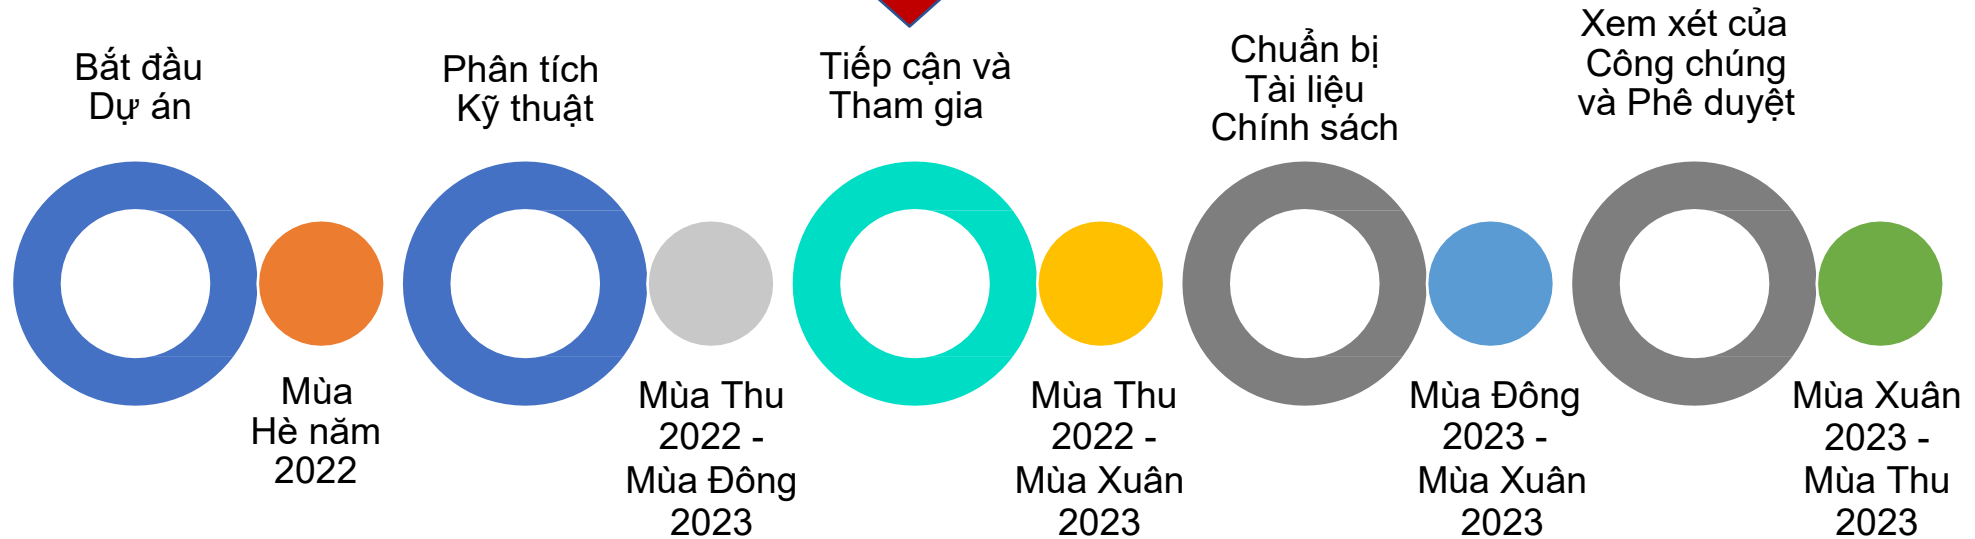 Bắt đầu
Dự án
Phân tích
Kỹ thuật
Tiếp cận và
Tham gia
Chuẩn bị
Tài liệu
Chính sách
Xem xét của
Công chúng
và Phê duyệt
Mùa
Hè năm
2022
Mùa Thu
2022 -
Mùa Đông
2023
Mùa Thu
2022 -
Mùa Xuân
2023
Mùa Đông
2023 -
Mùa Xuân
2023
Mùa Xuân
2023 -
Mùa Thu
2023